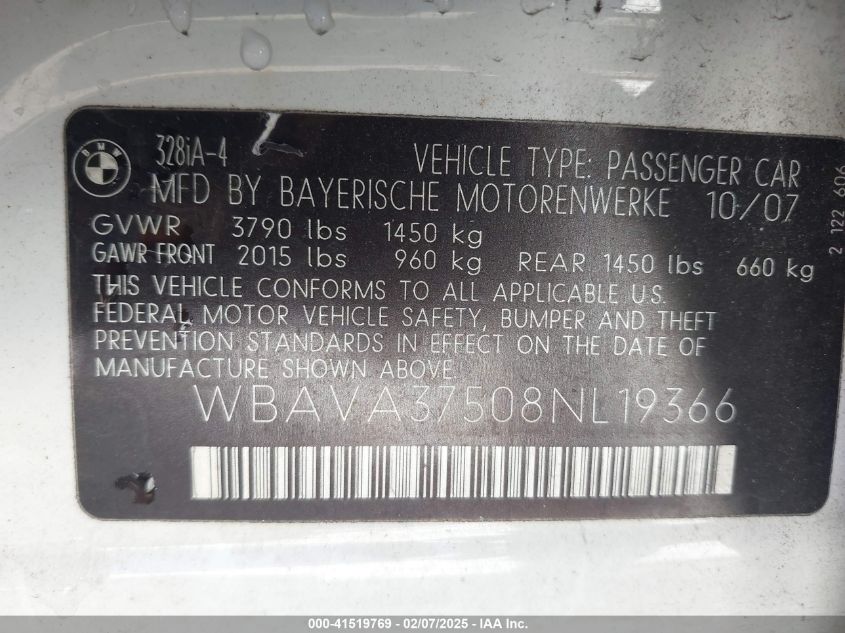 BMW
328iA-4
VEHICLE TYPE: PASSENGER CAR
MFD BY BAYERISCHE MOTORENWERKE 10/07
GVWR 3790 lbs 1450 kg
GAWR FRONT 2015 lbs 960 kg REAR 1450 lbs 660 kg
THIS VEHICLE CONFORMS TO ALL APPLICABLE U.S.
FEDERAL MOTOR VEHICLE SAFETY, BUMPER AND THEFT
PREVENTION STANDARDS IN EFFECT ON THE DATE OF
MANUFACTURE SHOWN ABOVE.
WBAVA37508NL19366
2 122 606
000-41519769 — 02/07/2025 — IAA Inc.